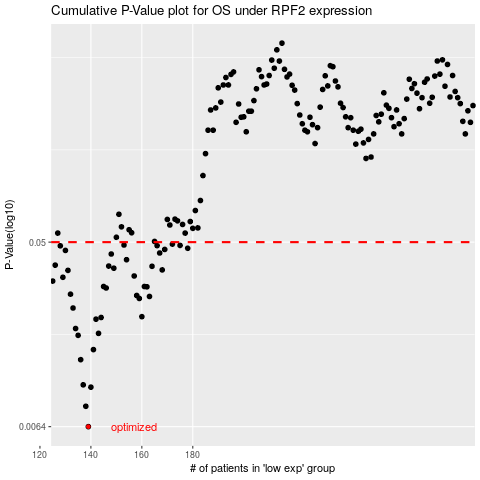 Cumulative P-Value plot for OS under RPF2 expression
P-Value(log10)
0.05
0.0064
optimized
120 140 160 180
# of patients in 'low exp' group